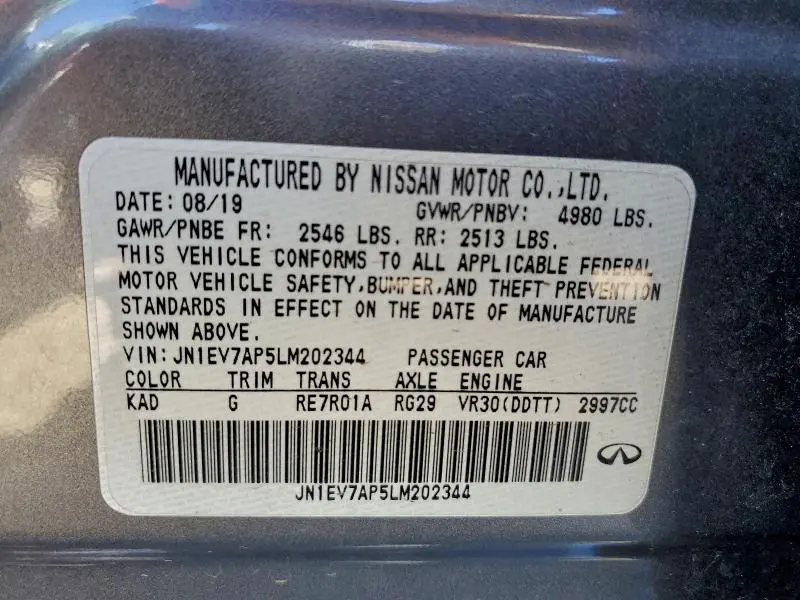 MANUFACTURED BY NISSAN MOTOR CO.,LTD.
DATE: 08/19 GVWR/PNBV: 4980 LBS.
GAWR/PNBE FR: 2546 LBS. RR: 2513 LBS.
THIS VEHICLE CONFORMS TO ALL APPLICABLE FEDERAL
MOTOR VEHICLE SAFETY,BUMPER,AND THEFT PREVENTION
STANDARDS IN EFFECT ON THE DATE OF MANUFACTURE
SHOWN ABOVE.
VIN:JN1EV7AP5LM202344 PASSENGER CAR
COLOR TRIM TRANS AXLE ENGINE
KAD G RE7R01A RG29 VR30(DDTT) 2997CC
JN1EV7AP5LM202344